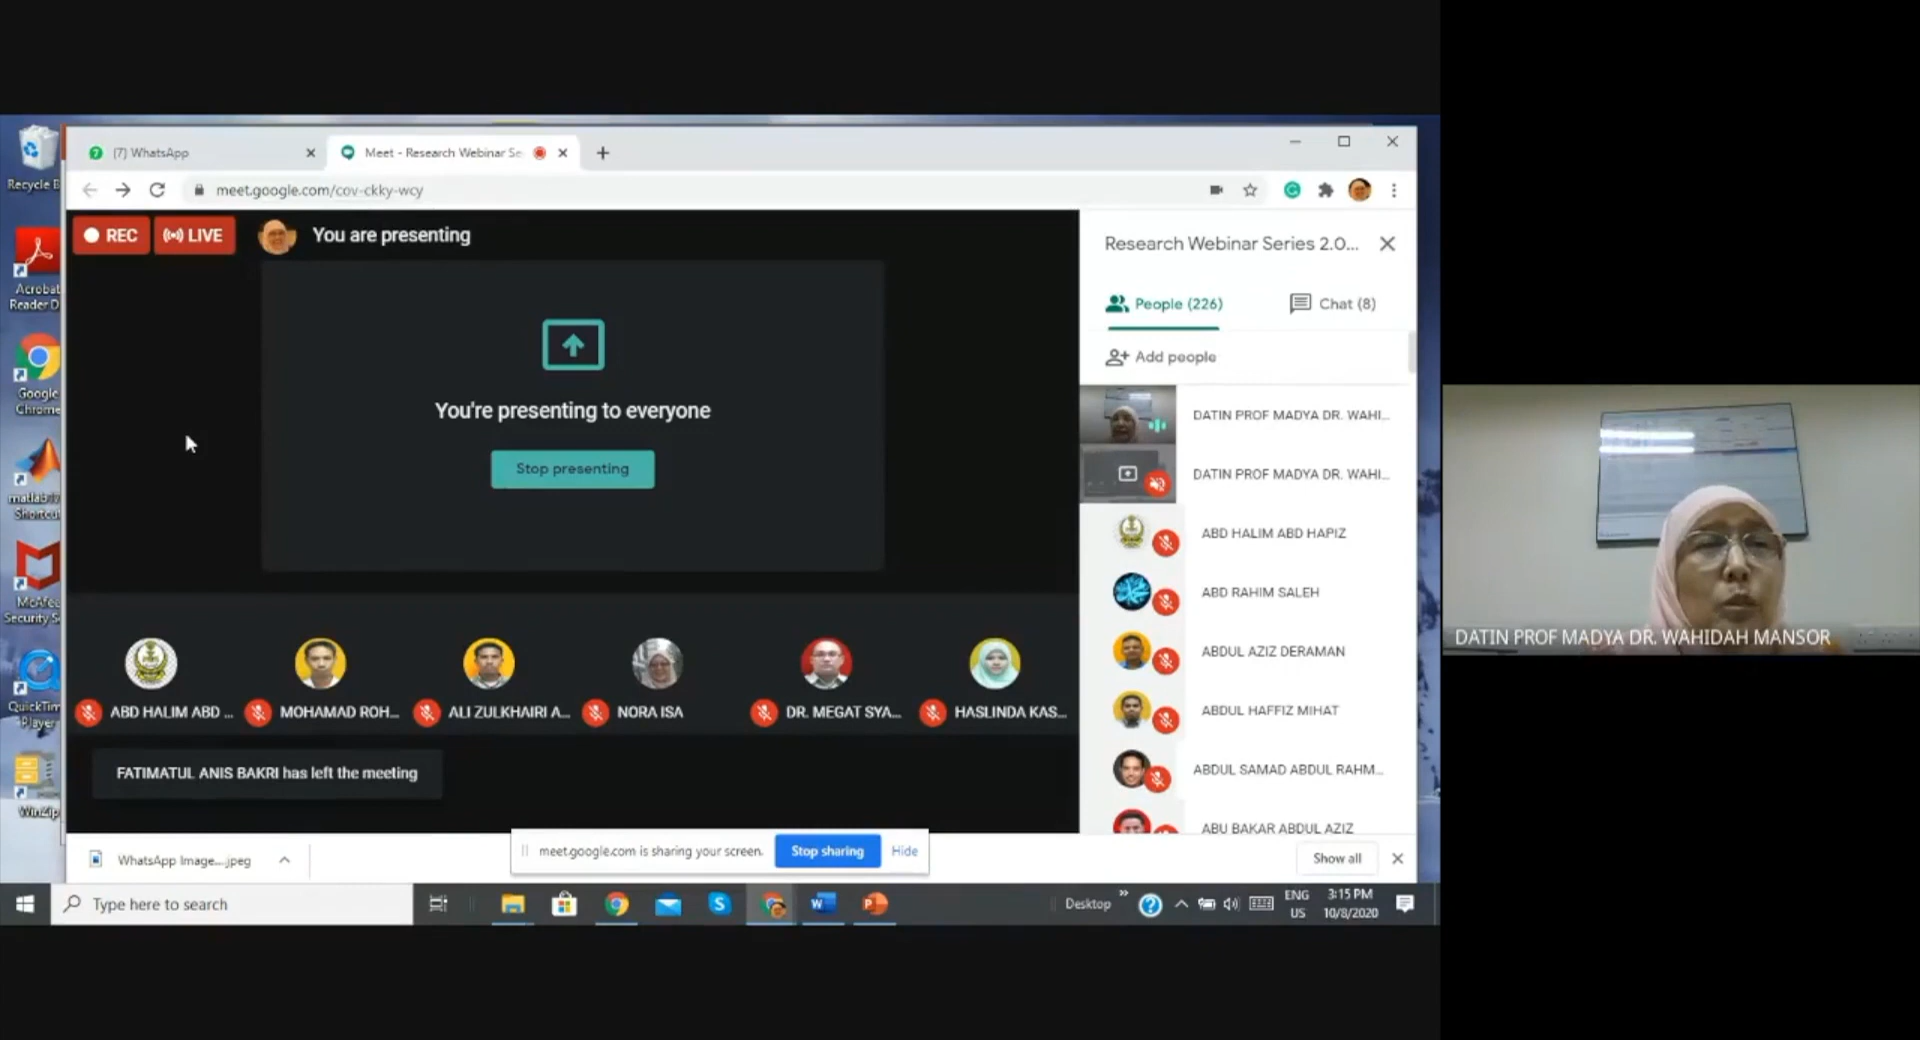 (7) WhatsApp
Meet - Research Webinar Se
meet.google.com/cov-ckky-wcy
REC
LIVE
You are presenting
You're presenting to everyone
Stop presenting
ABD HALIM ABD ...
MOHAMAD ROH...
ALI ZULKHAIRI A...
NORA ISA
DR. MEGAT SYA...
HASLINDA KAS...
FATIMATUL ANIS BAKRI has left the meeting
Research Webinar Series 2.0...
People (226)
Chat (8)
Add people
DATIN PROF MADYA DR. WAHI...
DATIN PROF MADYA DR. WAHI...
ABD HALIM ABD HAPIZ
ABD RAHIM SALEH
ABDUL AZIZ DERAMAN
ABDUL HAFFIZ MIHAT
ABDUL SAMAD ABDUL RAHM...
ABU BAKAR ABDUL AZIZ
Recycle B
Acrobat
Reader D
Google
Chrome
matlab
Shortcu
McAfee
Security S
QuickTim
Player
WinZip
WhatsApp Image....jpeg
meet.google.com is sharing your screen.
Stop sharing
Hide
Show all
Type here to search
Desktop
ENG
US
3:15 PM
10/8/2020
DATIN PROF MADYA DR. WAHIDAH MANSOR